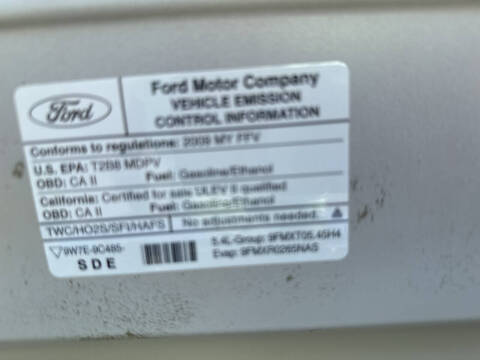 Ford
Ford Motor Company
VEHICLE EMISSION
CONTROL INFORMATION
Conforms to regulations: 2009 MY FFV
U.S. EPA: T2B8 MDPV
OBD: CA II Fuel: Gasoline/Ethanol
California: Certified for sale ULEV II qualified
OBD: CA II Fuel: Gasoline/Ethanol
TWC/HO2S/SFI/HAFS No adjustments needed.
9W7E-9C485-
SDE
5.4L-Group: 9FMXT05.4GH4
Evap: 9FMXR0265NAS